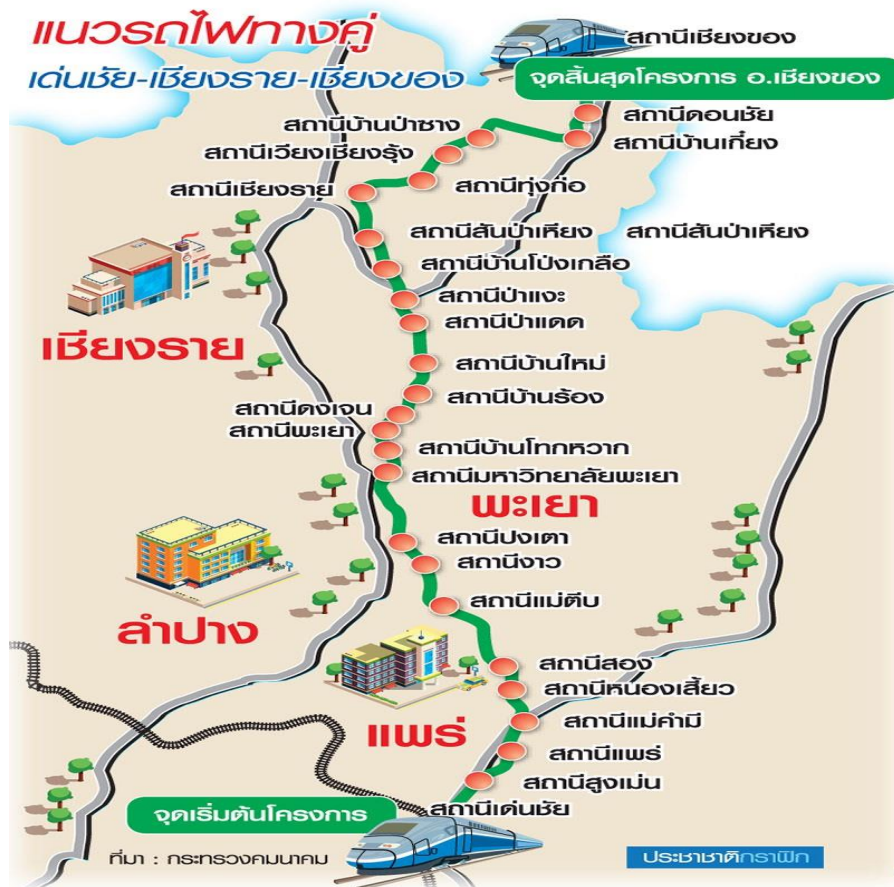 แนวรถไฟทางคู่
เด่นชัย-เชียงราย-เชียงของ
สถานีเชียงของ
จุดสิ้นสุดโครงการ อ.เชียงของ
สถานีดอนชัย
สถานีบ้านเกี๋ยง
สถานีบ้านป่าซาง
สถานีเวียงเชียงรุ้ง
สถานีทุ่งก่อ
สถานีเชียงราย
สถานีสันป่าเหียง
สถานีสันป่าเหียง
สถานีบ้านโป่งเกลือ
สถานีป่าแงะ
สถานีป่าแดด
เชียงราย
สถานีบ้านใหม่
สถานีบ้านร้อง
สถานีดงเจน
สถานีพะเยา
สถานีบ้านโทกหวาก
สถานีมหาวิทยาลัยพะเยา
พะเยา
สถานีปงเตา
สถานีงาว
สถานีแม่ตีบ
ลำปาง
สถานีสอง
สถานีหนองเสี้ยว
สถานีแม่คำมี
แพร่
สถานีแพร่
สถานีสูงเม่น
สถานีเด่นชัย
จุดเริ่มต้นโครงการ
ที่มา : กระทรวงคมนาคม
ประชาชาติกราฟิก